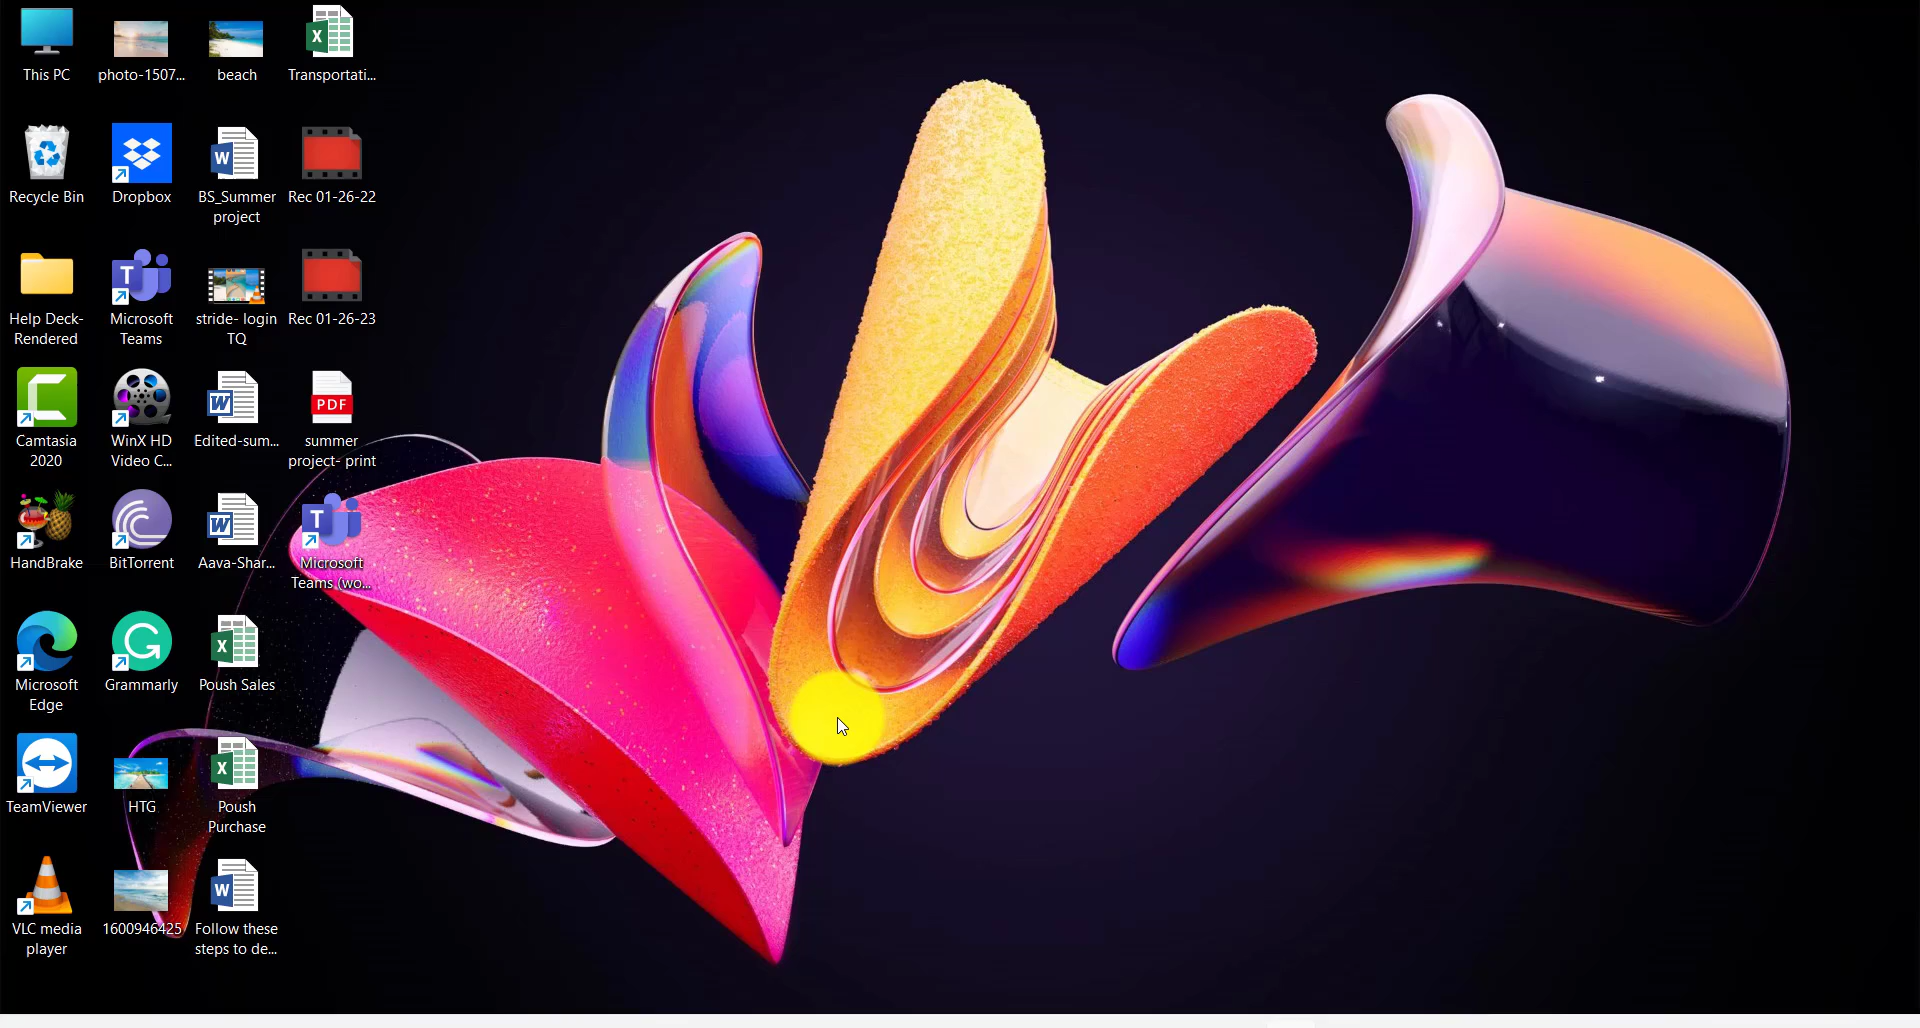 This PC
photo-1507...
beach
Transportati...
Recycle Bin
Dropbox
BS_Summer
project
Rec 01-26-22
Help Deck-
Rendered
Microsoft
Teams
stride- login
TQ
Rec 01-26-23
PDF
Camtasia
2020
WinX HD
Video C...
Edited-sum...
summer
project- print
HandBrake
BitTorrent
Aava-Shar...
Microsoft
Teams (wo...
Microsoft
Edge
Grammarly
Poush Sales
TeamViewer
HTG
Poush
Purchase
VLC media
player
1600946425
Follow these
steps to de...